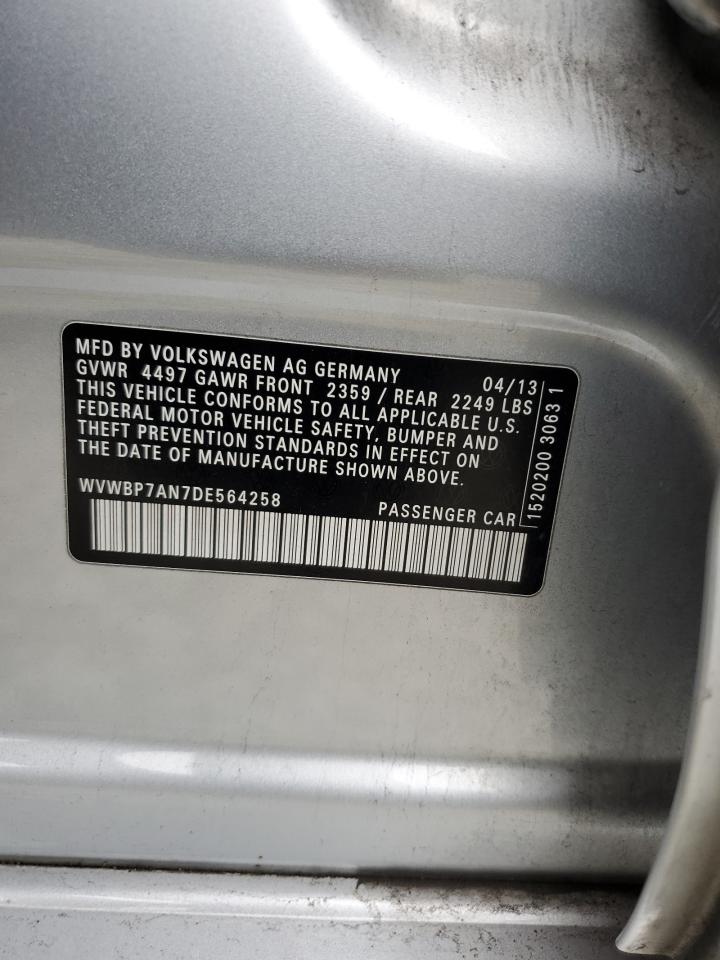 MFD BY VOLKSWAGEN AG GERMANY 04/13
GVWR 4497 GAWR FRONT 2359 / REAR 2249 LBS
THIS VEHICLE CONFORMS TO ALL APPLICABLE U.S.
FEDERAL MOTOR VEHICLE SAFETY, BUMPER AND
THEFT PREVENTION STANDARDS IN EFFECT ON
THE DATE OF MANUFACTURE SHOWN ABOVE.
WVWBP7AN7DE564258
PASSENGER CAR
1520200 3063 1